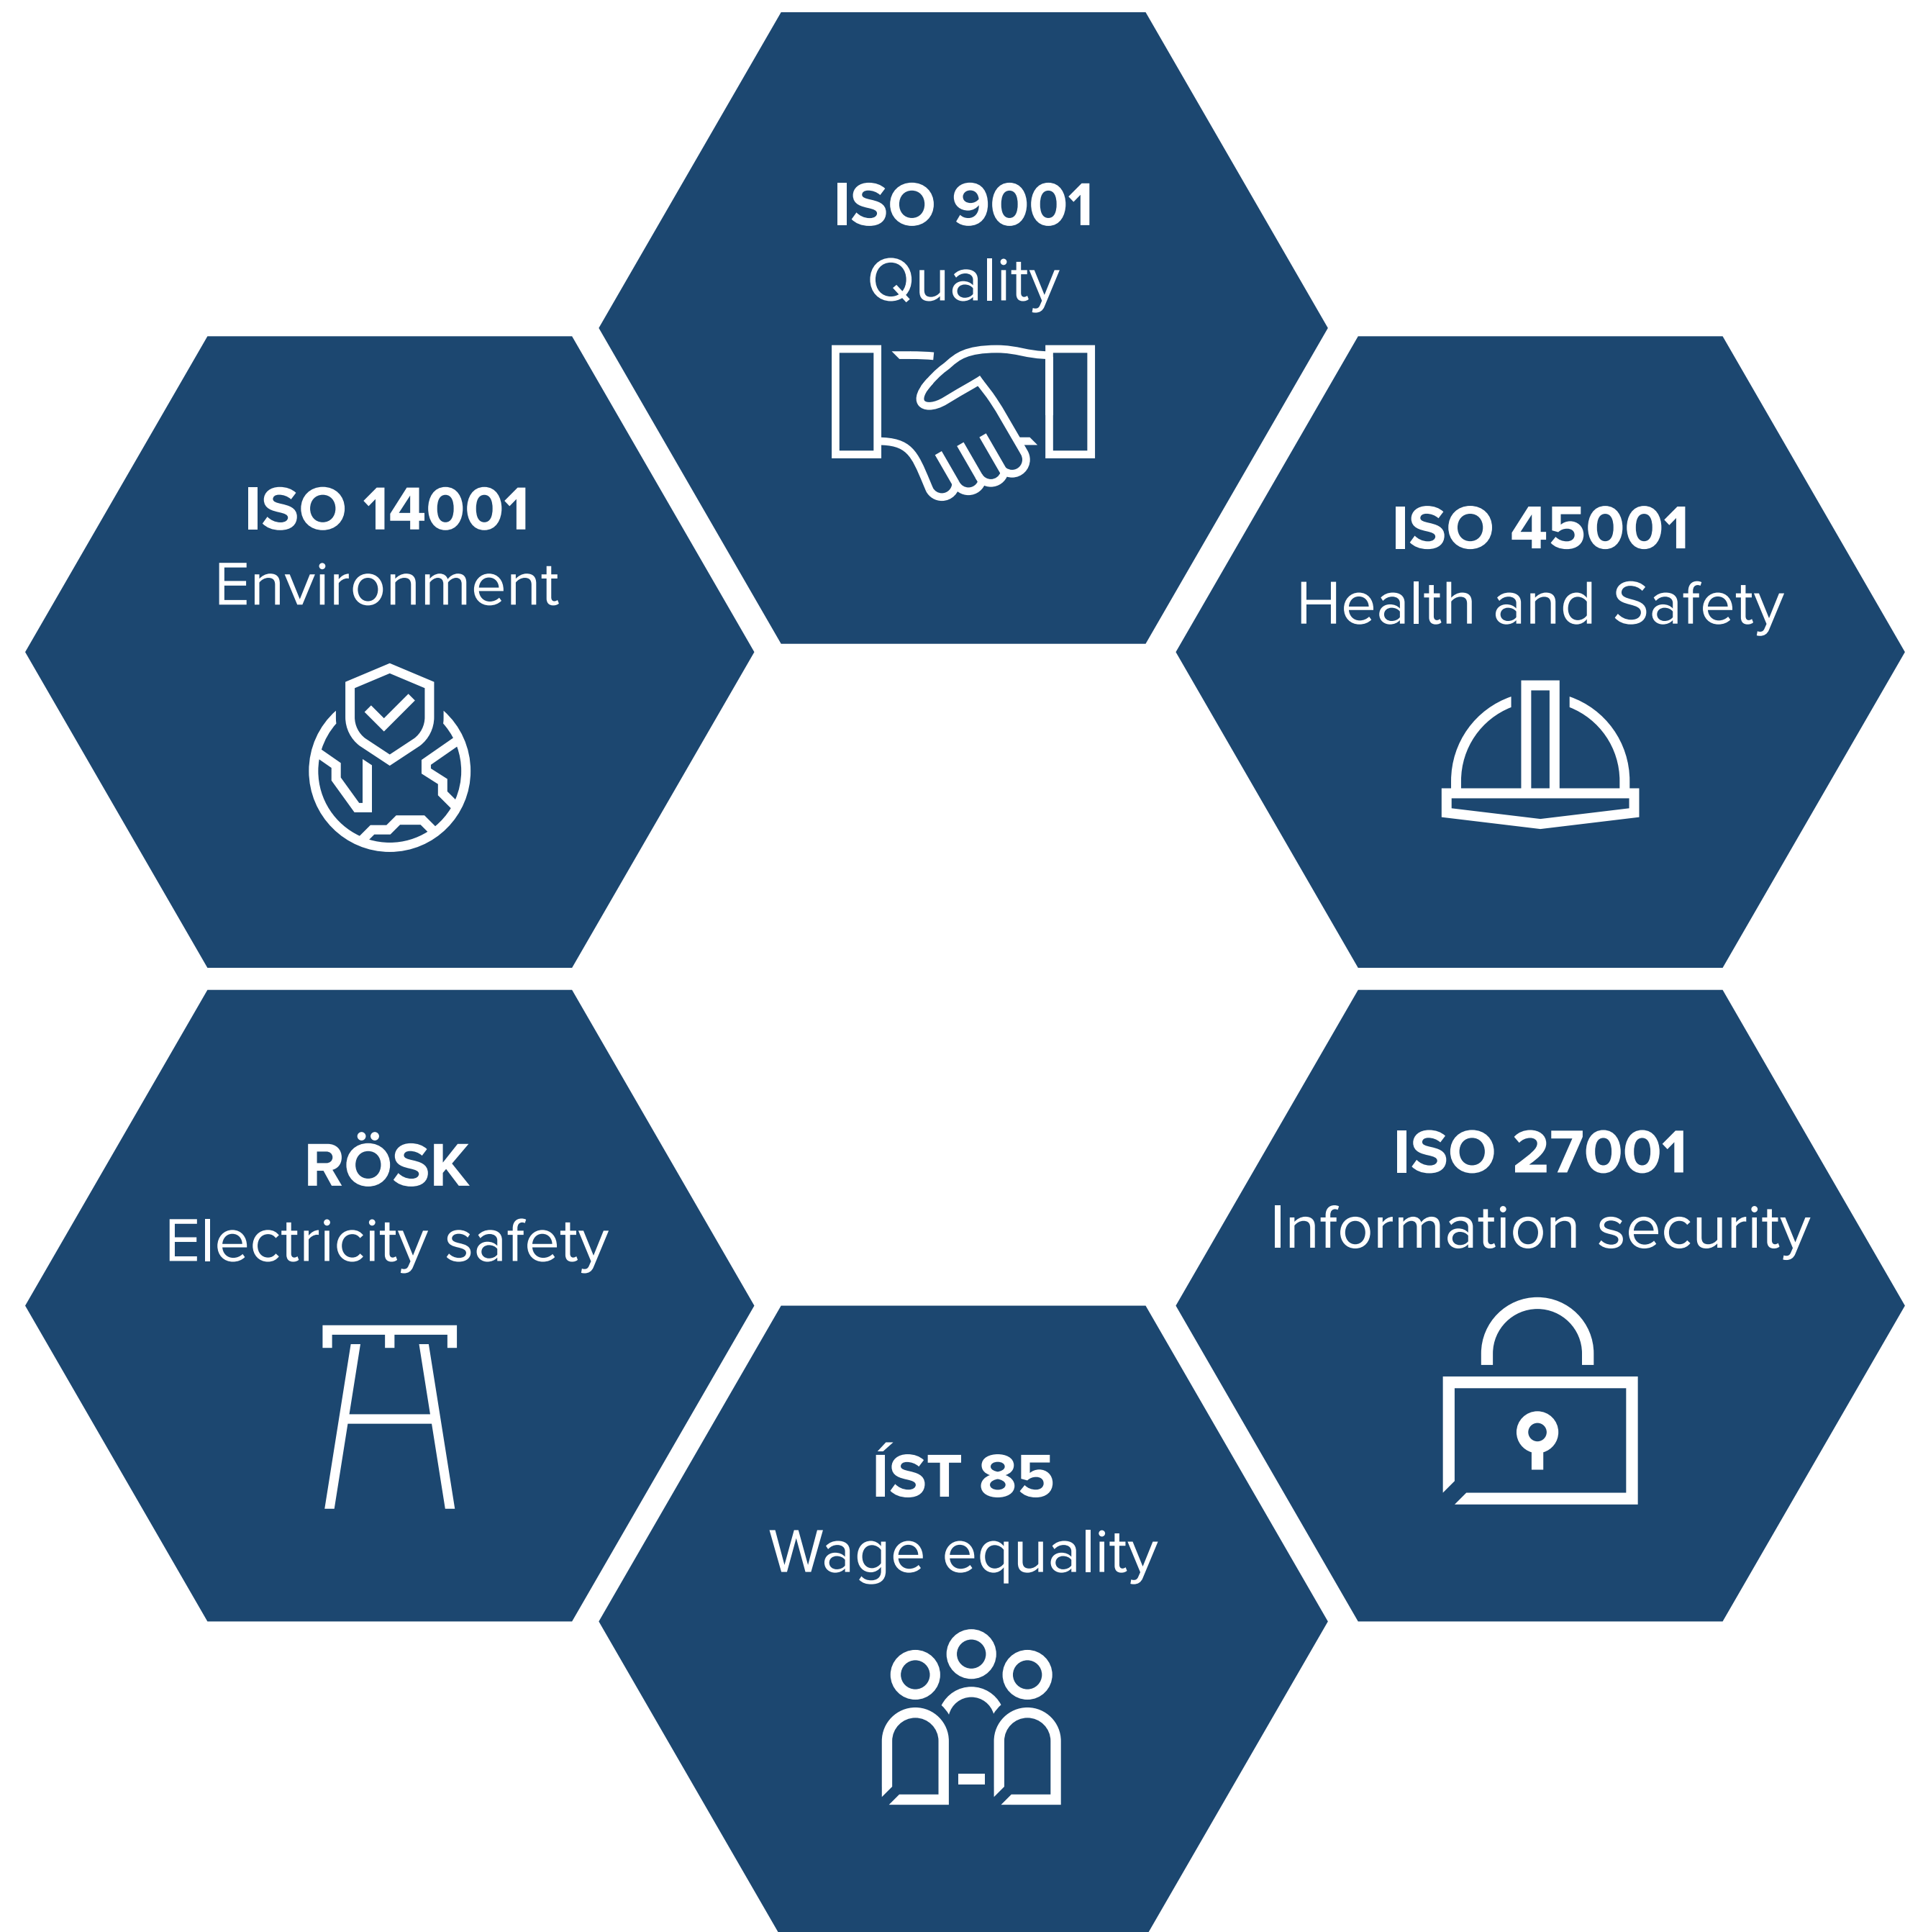 ISO 9001
Quality
ISO 14001
Environment
ISO 45001
Health and Safety
RÖSK
Electricity safety
ISO 27001
Information security
ÍST 85
Wage equality